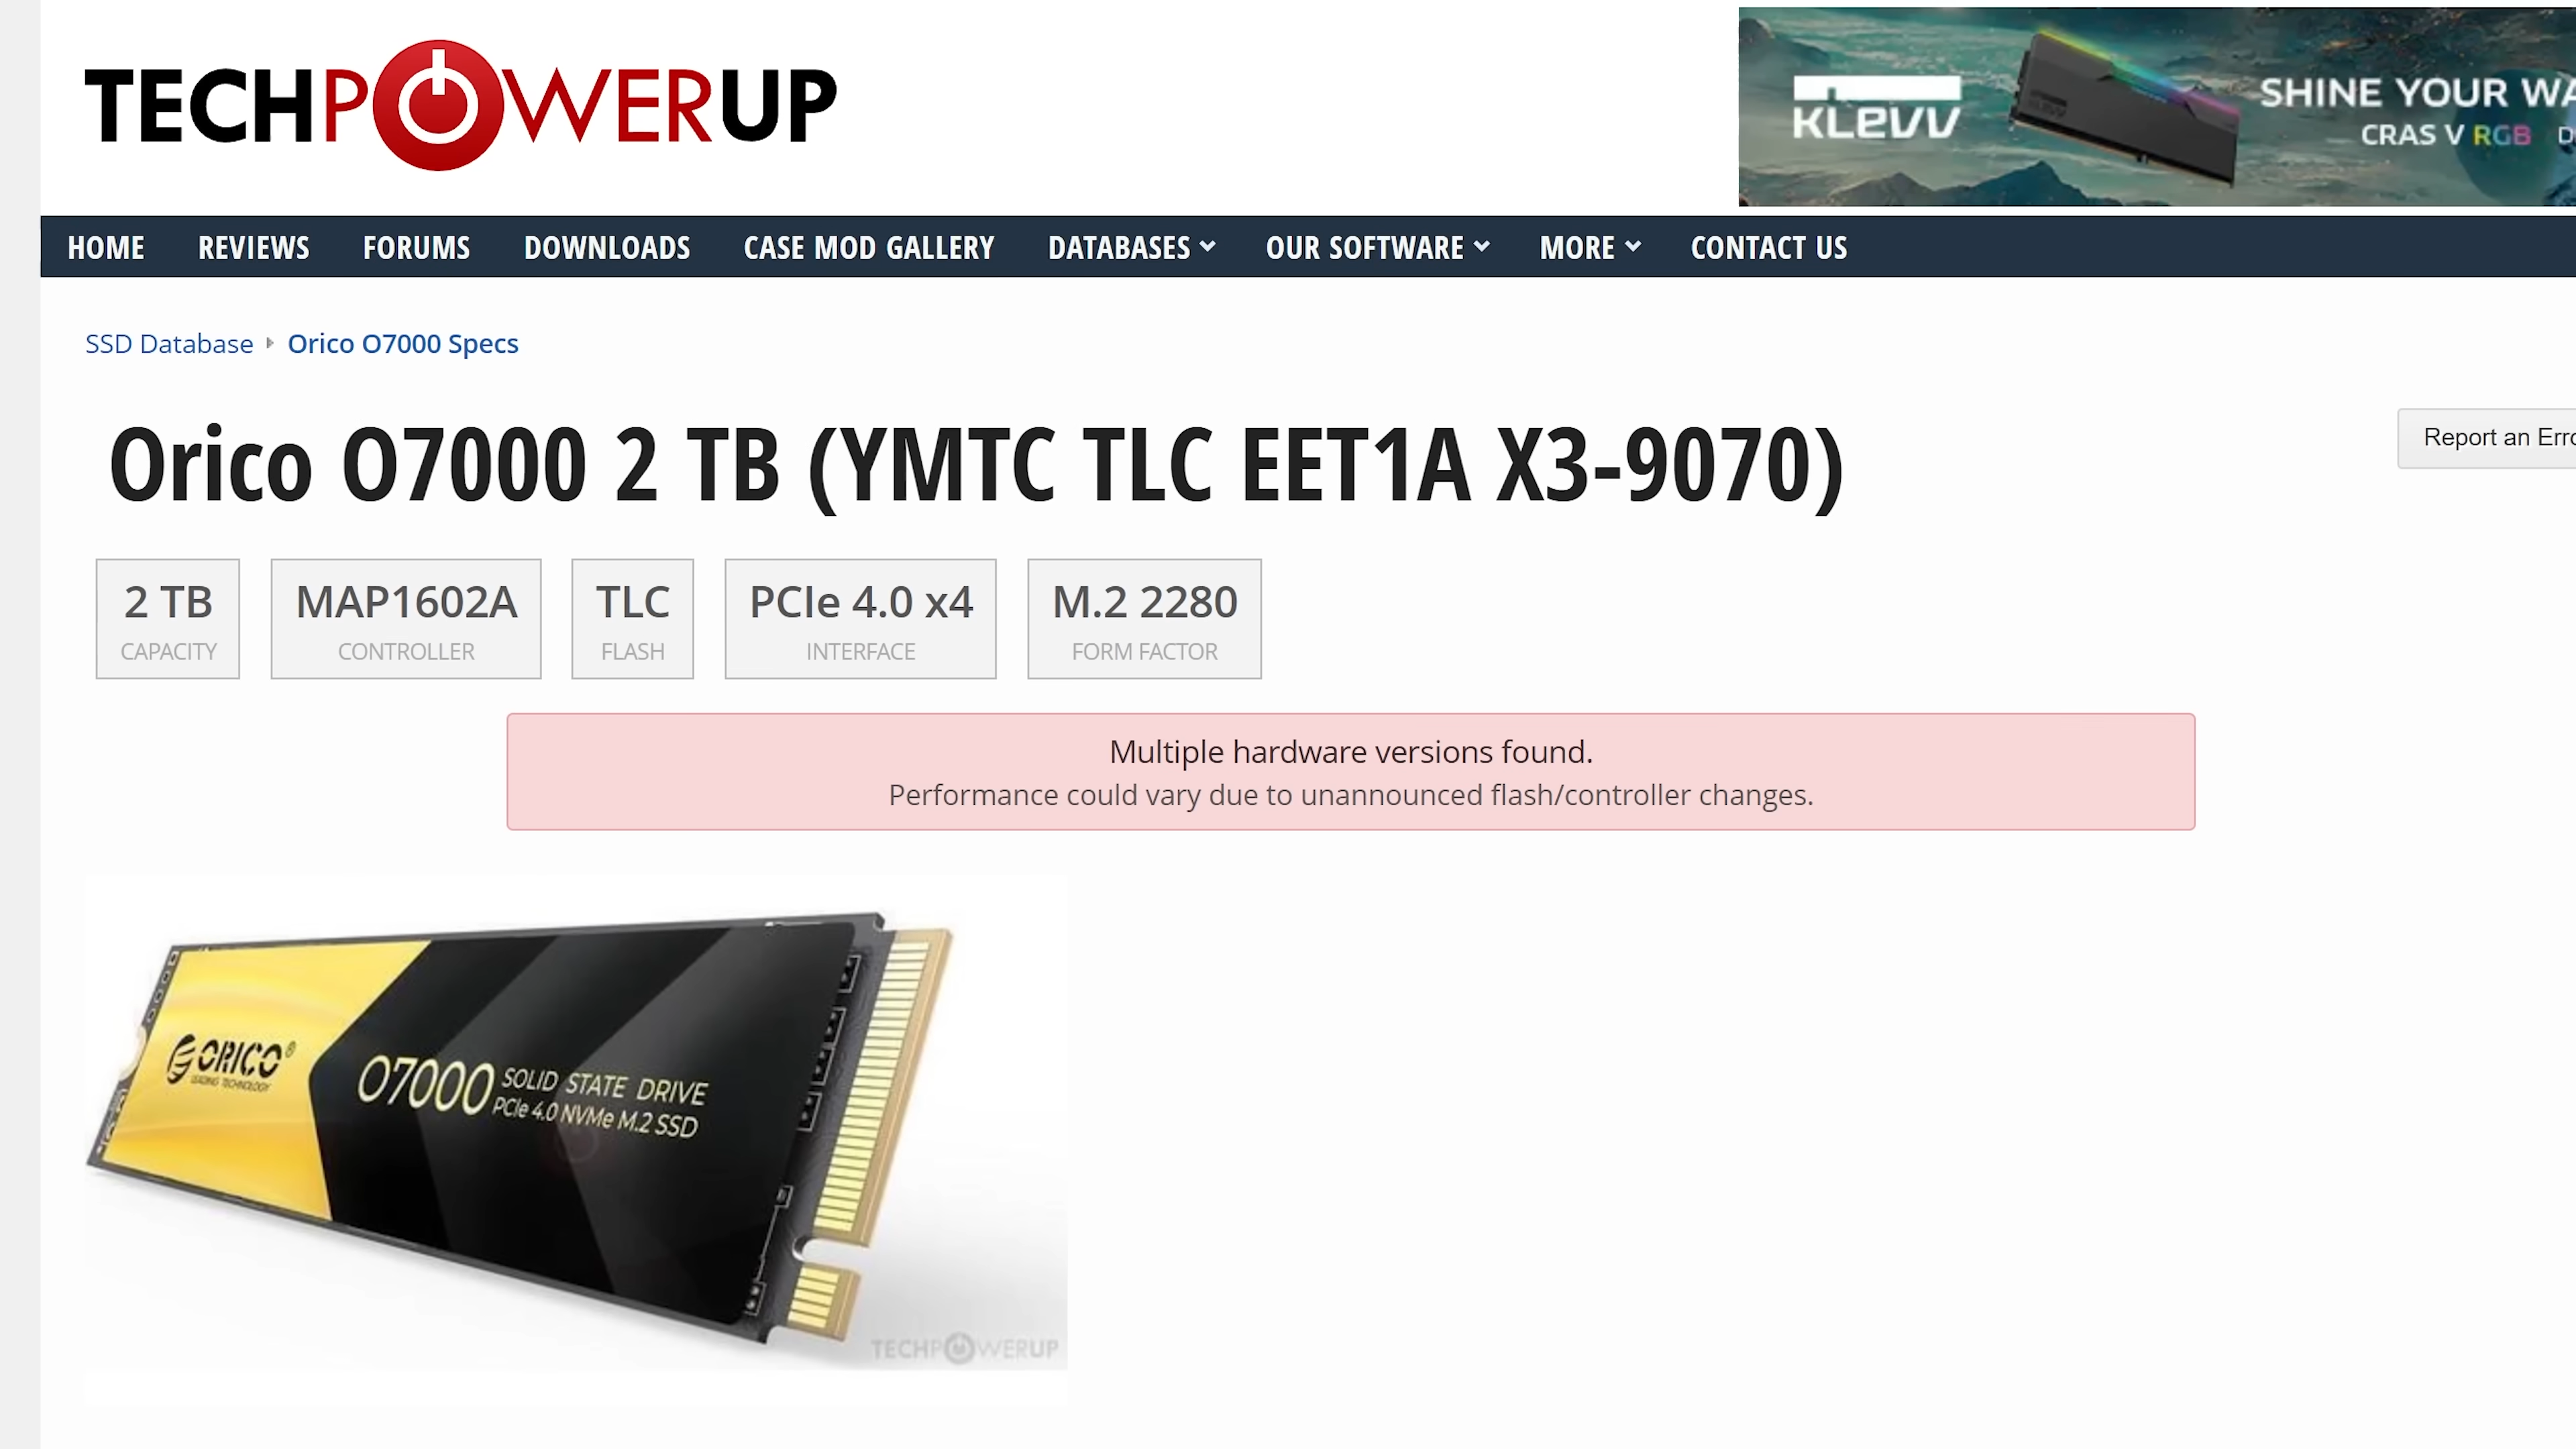 TECHPOWERUP
KLEVV
SHINE YOUR WA
CRAS V RGB D
HOME REVIEWS FORUMS DOWNLOADS CASE MOD GALLERY DATABASES OUR SOFTWARE MORE CONTACT US
SSD Database Orico O7000 Specs
Orico O7000 2 TB (YMTC TLC EET1A X3-9070)
Report an Erro
2 TB MAP1602A TLC PCIe 4.0 x4 M.2 2280
CAPACITY CONTROLLER FLASH INTERFACE FORM FACTOR
Multiple hardware versions found.
Performance could vary due to unannounced flash/controller changes.
ORICO®
LEADING TECHNOLOGY
O7000 SOLID STATE DRIVE
PCIe 4.0 NVMe M.2 SSD
TECHPOWERUP